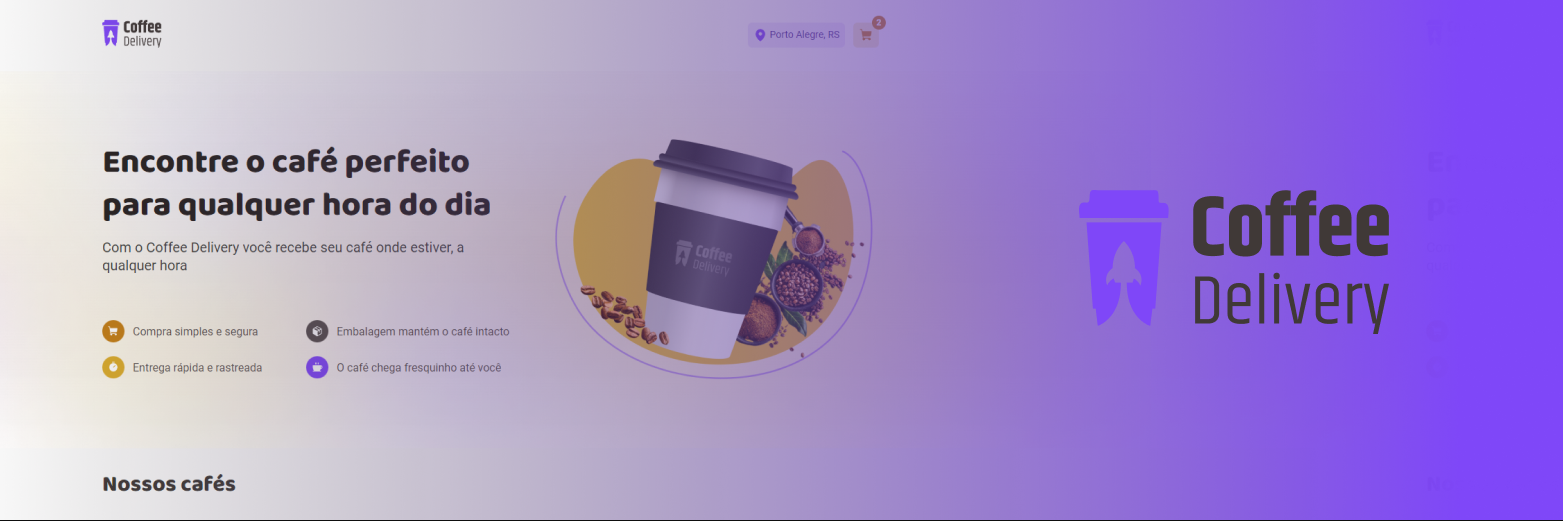 Coffee
Delivery
Porto Alegre, RS
2
Encontre o café perfeito
para qualquer hora do dia
Com o Coffee Delivery você recebe seu café onde estiver, a
qualquer hora
Compra simples e segura
Embalagem mantém o café intacto
Entrega rápida e rastreada
O café chega fresquinho até você
Coffee
Delivery
Nossos cafés
Coffee
Delivery